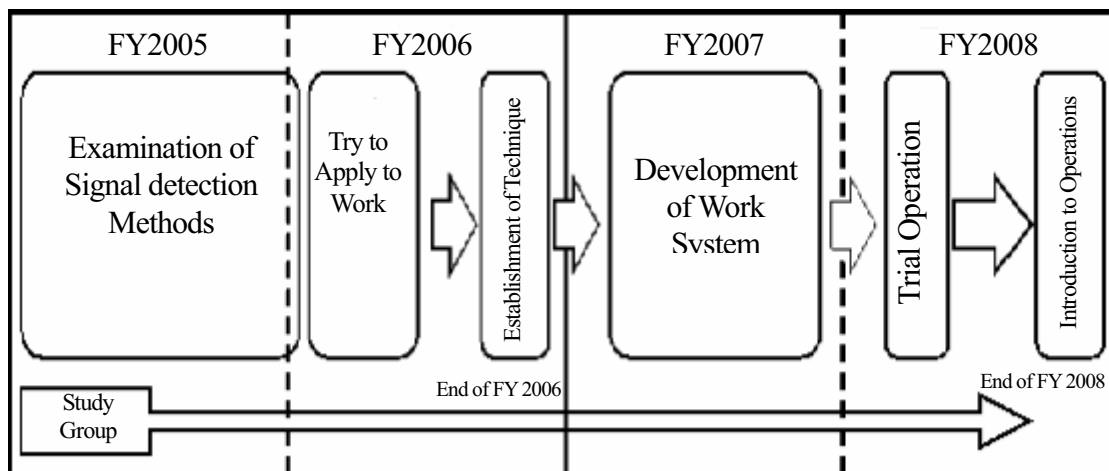 FY2005
FY2006
FY2007
FY2008
Examination of
Signal detection
Methods
Try to
Apply to
Work
Establishment of Technique
Development
of Work
System
Trial Operation
Introduction to Operations
End of FY 2006
End of FY 2008
Study
Group